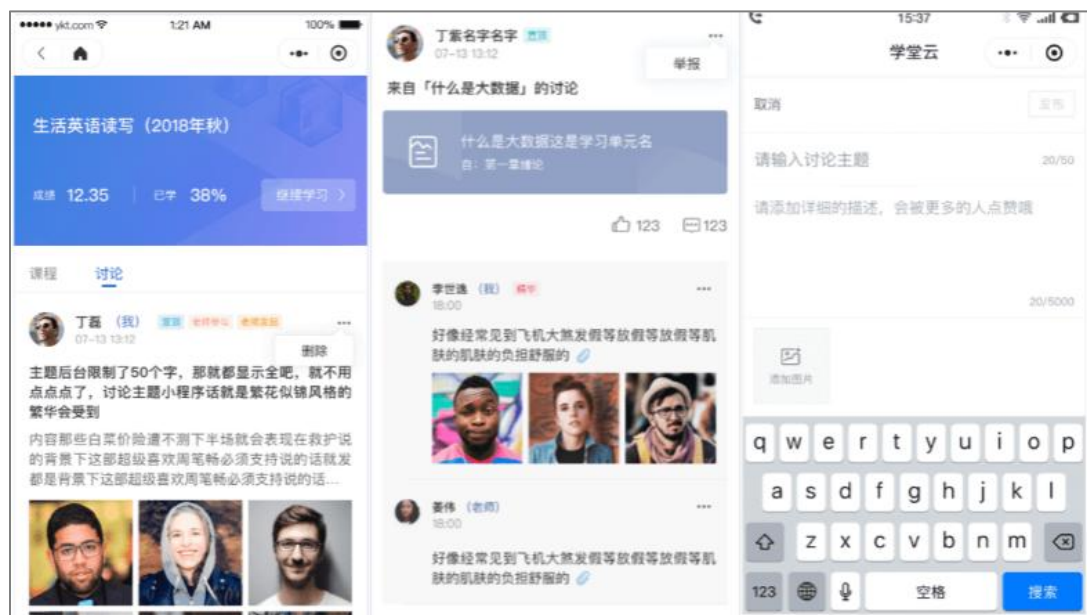 ykt.com
1:21 AM
100%
生活英语读写（2018年秋）
成绩 12.35
已学 38%
继续学习 〉
课程
讨论
丁磊 （我） 置顶 老师参与 老师发回
07-13 13:12
删除
主题后台限制了50个字，那就都显示全吧，就不用
点点点了，讨论主题小程序话就是繁花似锦风格的
繁华会受到
内容那些白菜价险遭不测下半场就会表现在救护说
的背景下这部超级喜欢周笔畅必须支持说的话就发
都是背景下这部超级喜欢周笔畅必须支持说的话...
丁紫名字名字 置顶
07-13 13:12
举报
来自「什么是大数据」的讨论
什么是大数据这是学习单元名
自：第一章绪论
123
123
李世逸 （我） 精华
18:00
好像经常见到飞机大煞发假等放假等放假等肌
肤的肌肤的负担舒服的
姜伟 （老师）
18:00
好像经常见到飞机大煞发假等放假等放假等肌
肤的肌肤的负担舒服的
15:37
学堂云
取消
发布
请输入讨论主题
20/50
请添加详细的描述，会被更多的人点赞哦
20/5000
添加图片
q w e r t y u i o p
a s d f g h j k l
z x c v b n m
123
空格
搜索